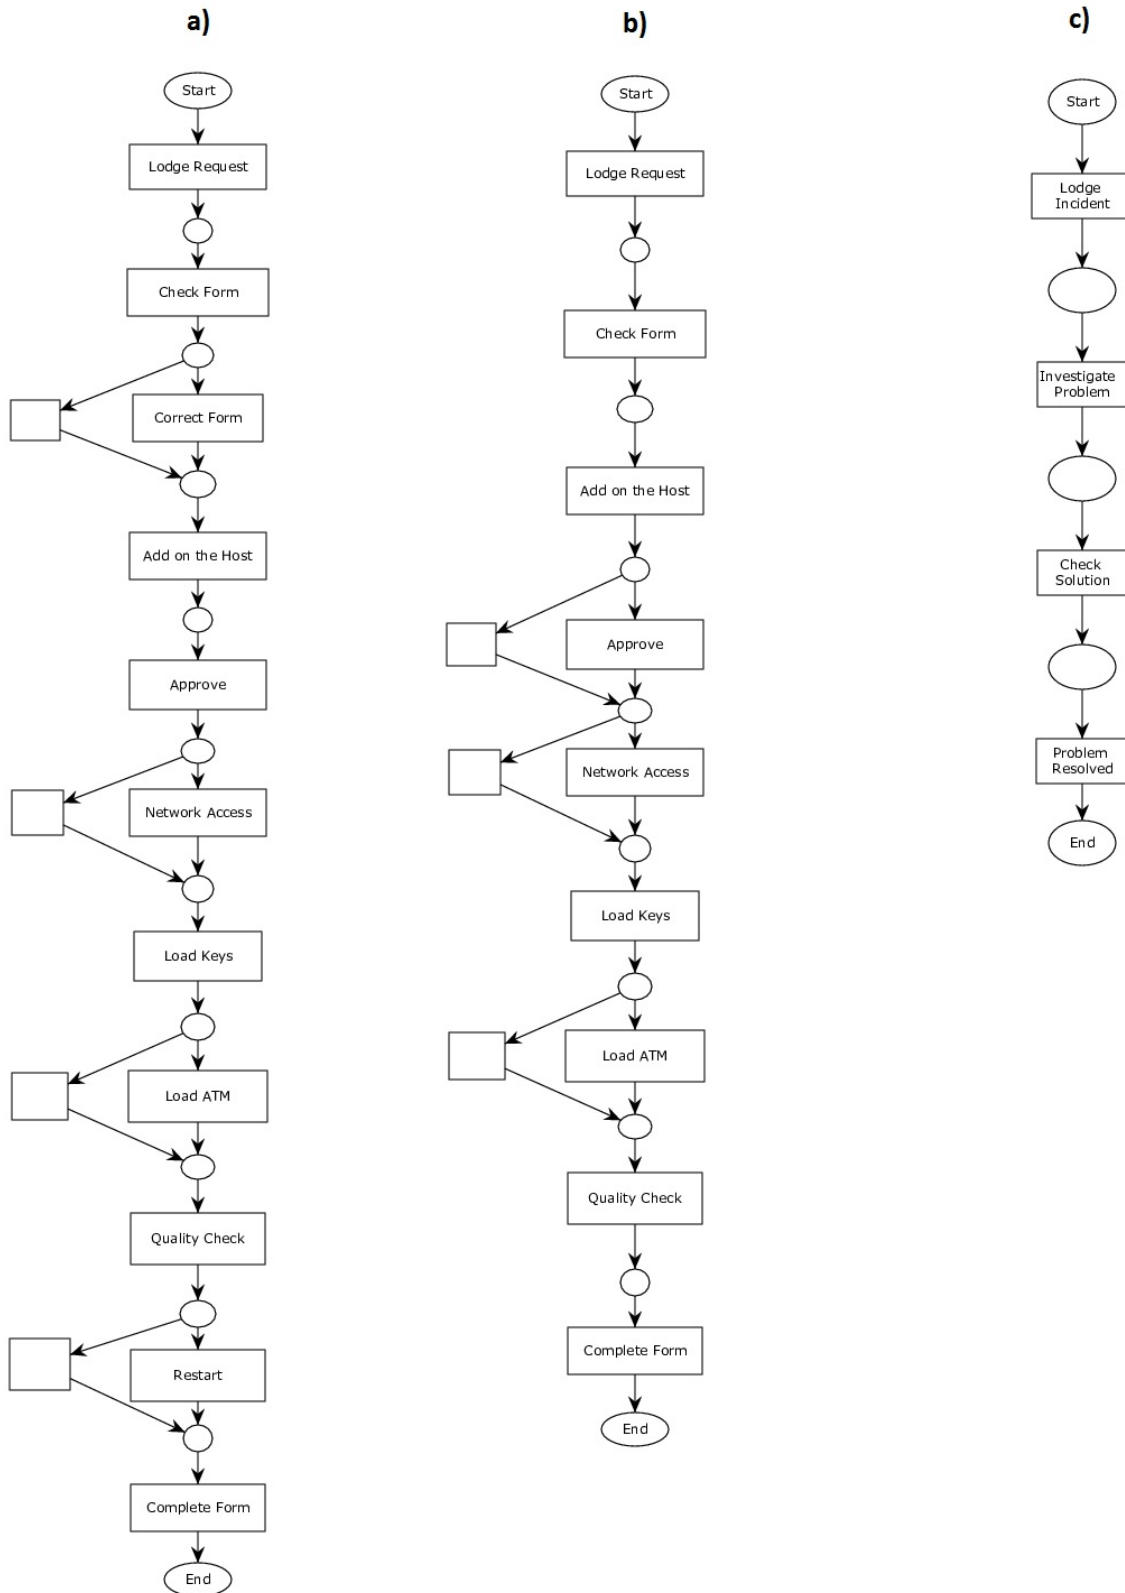 a)
Start
Lodge Request
Check Form
Correct Form
Add on the Host
Approve
Network Access
Load Keys
Load ATM
Quality Check
Restart
Complete Form
End
b)
Start
Lodge Request
Check Form
Add on the Host
Approve
Network Access
Load Keys
Load ATM
Quality Check
Complete Form
End
c)
Start
Lodge
Incident
Investigate
Problem
Check
Solution
Problem
Resolved
End